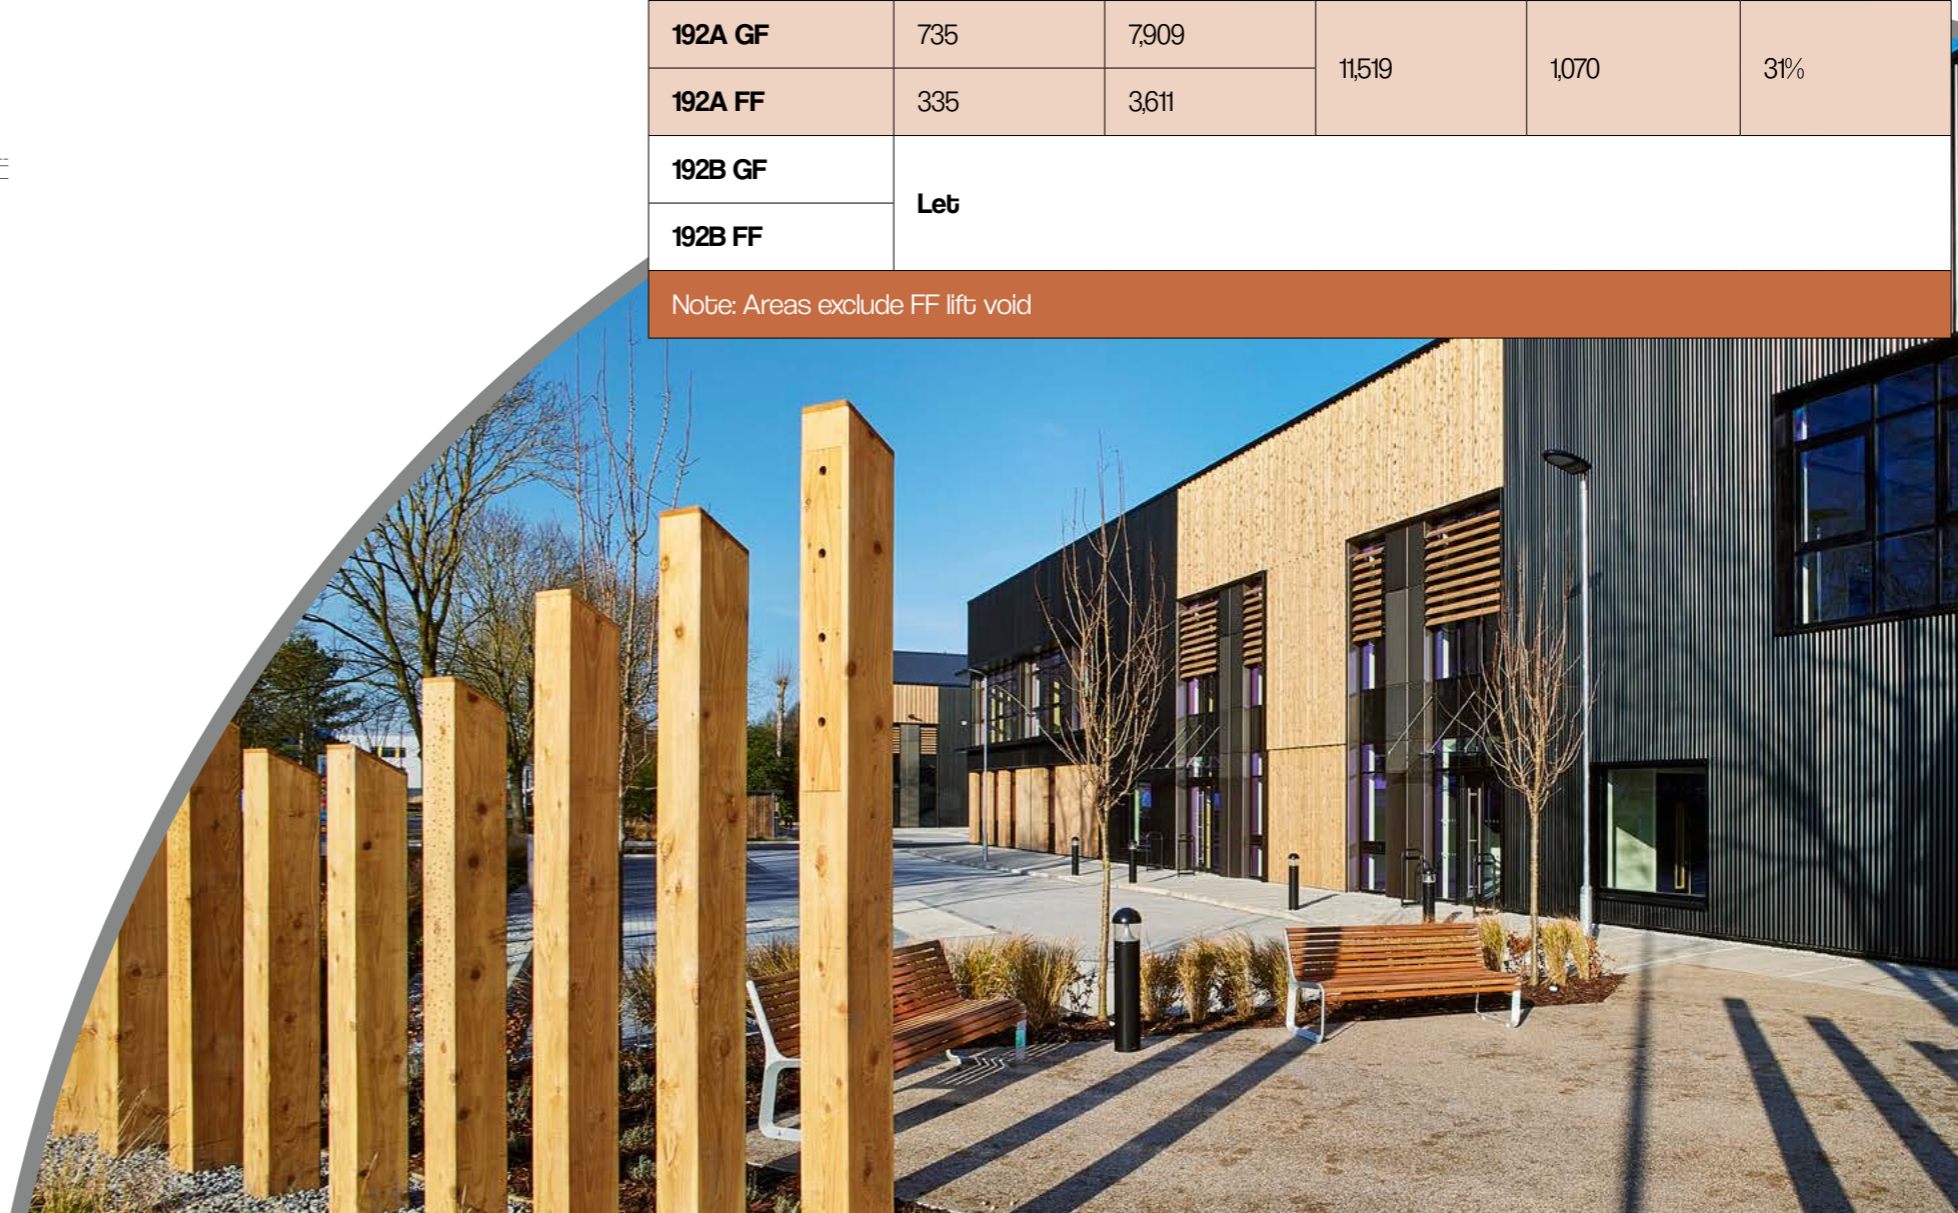 192A GF 735 7,909 11,519 1,070 31%
192A FF 335 3,611
192B GF Let
192B FF
Note: Areas exclude FF lift void